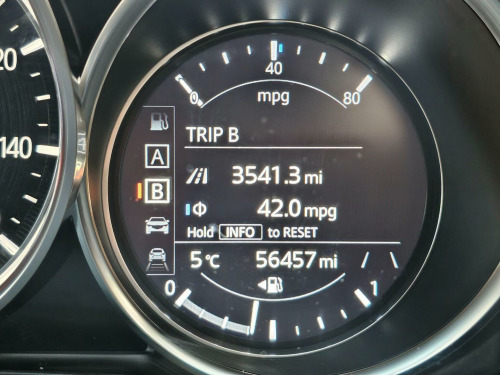 20
140
40
0
mpg
80
TRIP B
A
3541.3 mi
B
42.0 mpg
Hold INFO to RESET
5 °C 56457 mi
0
1